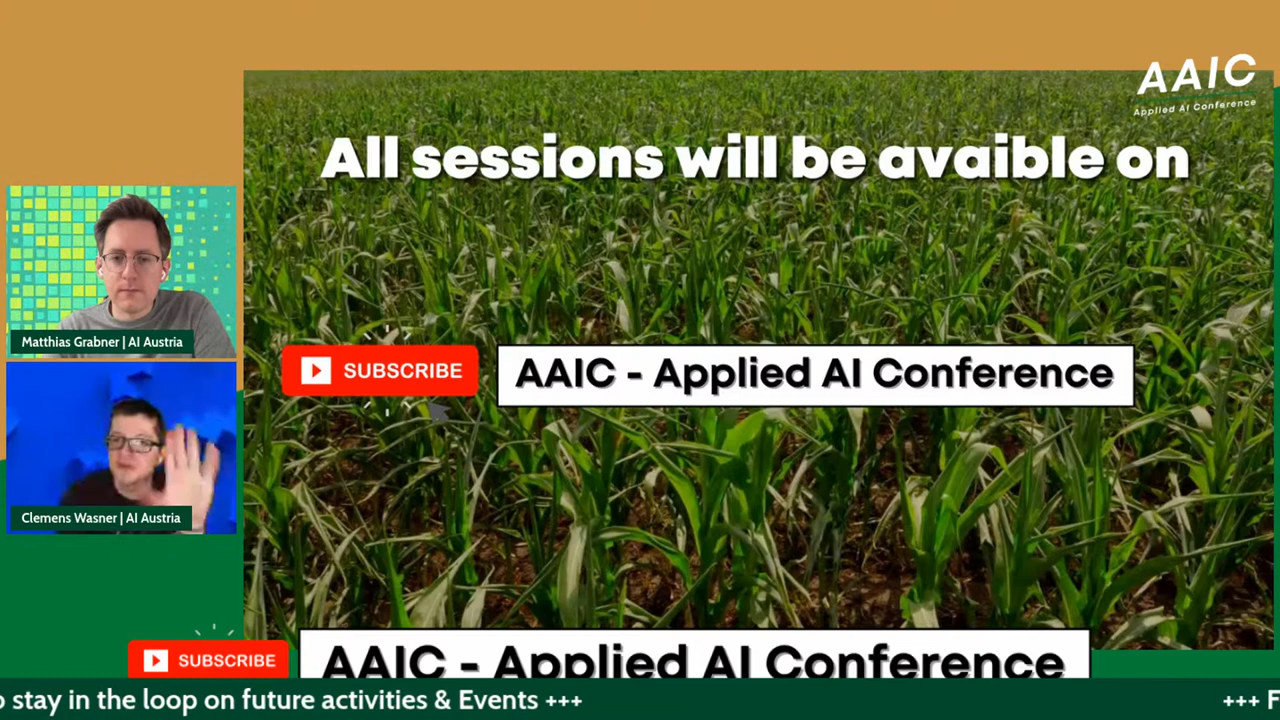 AAIC
Applied AI Conference
All sessions will be avaible on
SUBSCRIBE
AAIC - Applied AI Conference
Matthias Grabner | AI Austria
Clemens Wasner | AI Austria
SUBSCRIBE
AAIC - Applied AI Conference
o stay in the loop on future activities & Events +++ +++ F